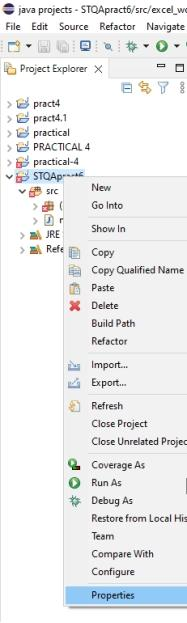 java projects - STQApract6/src/excel_wo
File Edit Source Refactor Navigate
Project Explorer
pract4
pract4.1
practical
PRACTICAL 4
practical-4
STQApract6
src
(
JRE
Refe
New
Go Into
Show In
Copy
Copy Qualified Name
Paste
Delete
Build Path
Refactor
Import...
Export...
Refresh
Close Project
Close Unrelated Projec
Coverage As
Run As
Debug As
Restore from Local His
Team
Compare With
Configure
Properties